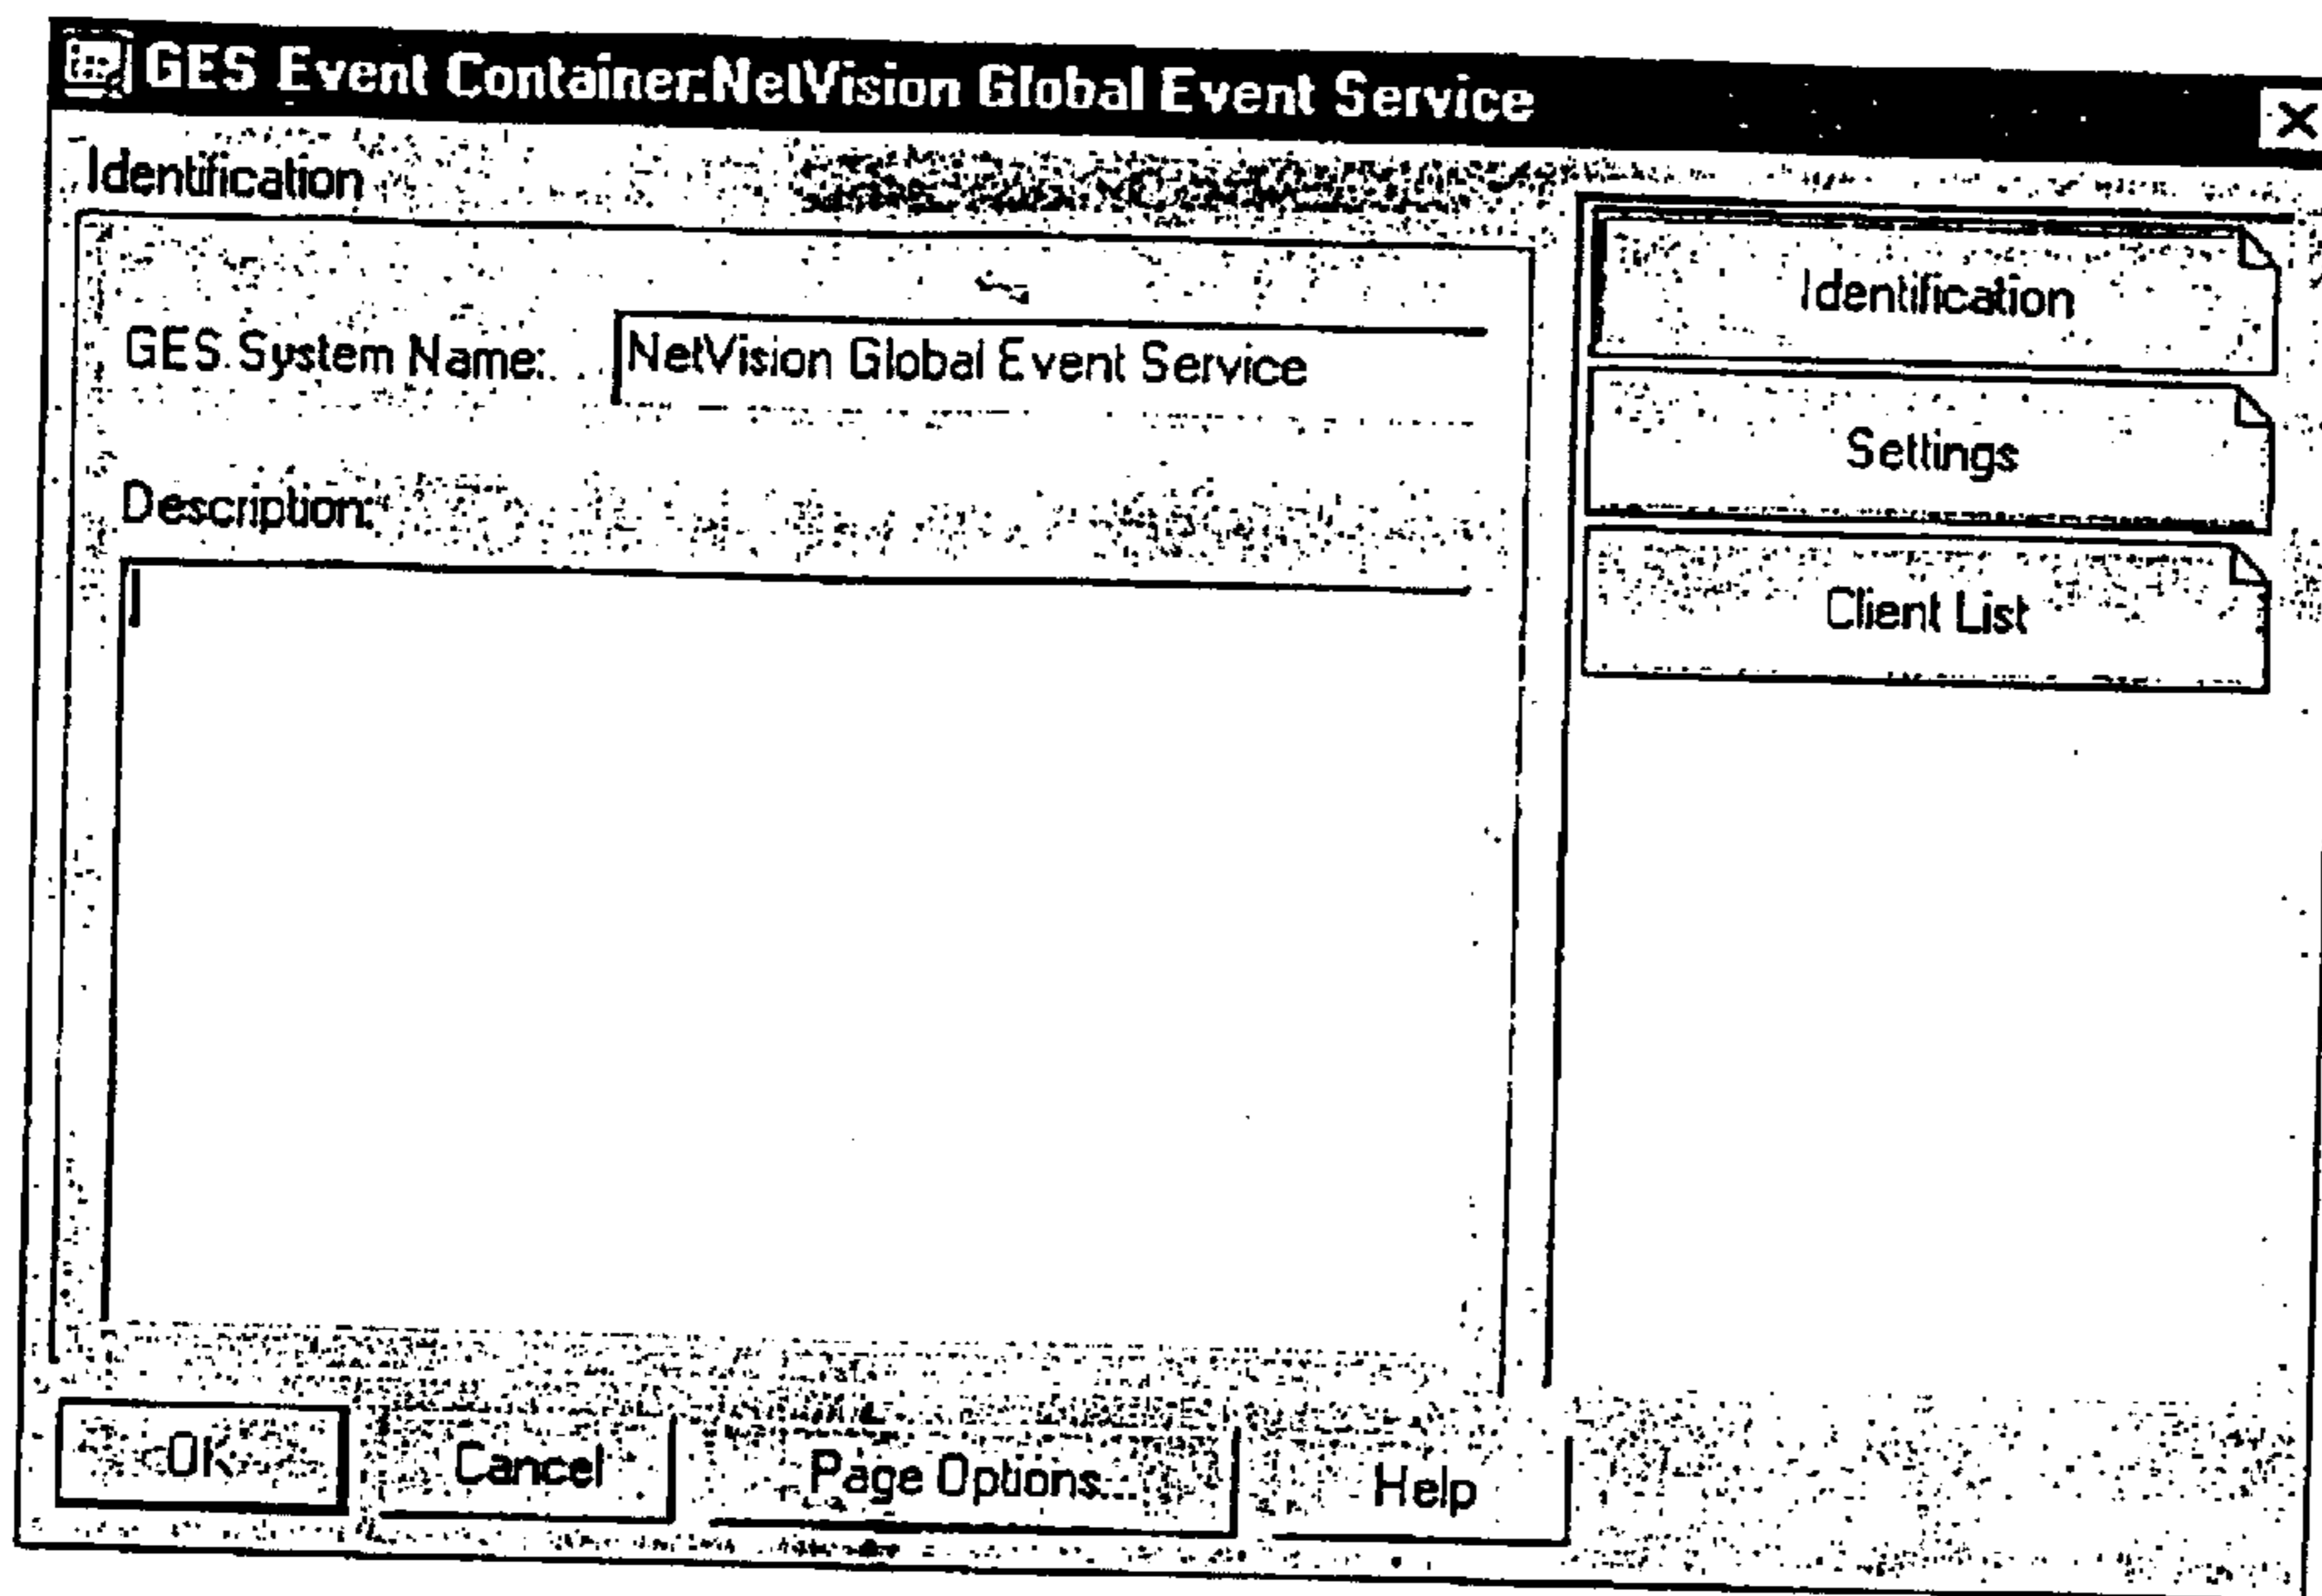 GES Event Container:NetVision Global Event Service
Identification
GES System Name: NetVision Global Event Service
Description:
Identification
Settings
Client List
OK
Cancel
Page Options...
Help